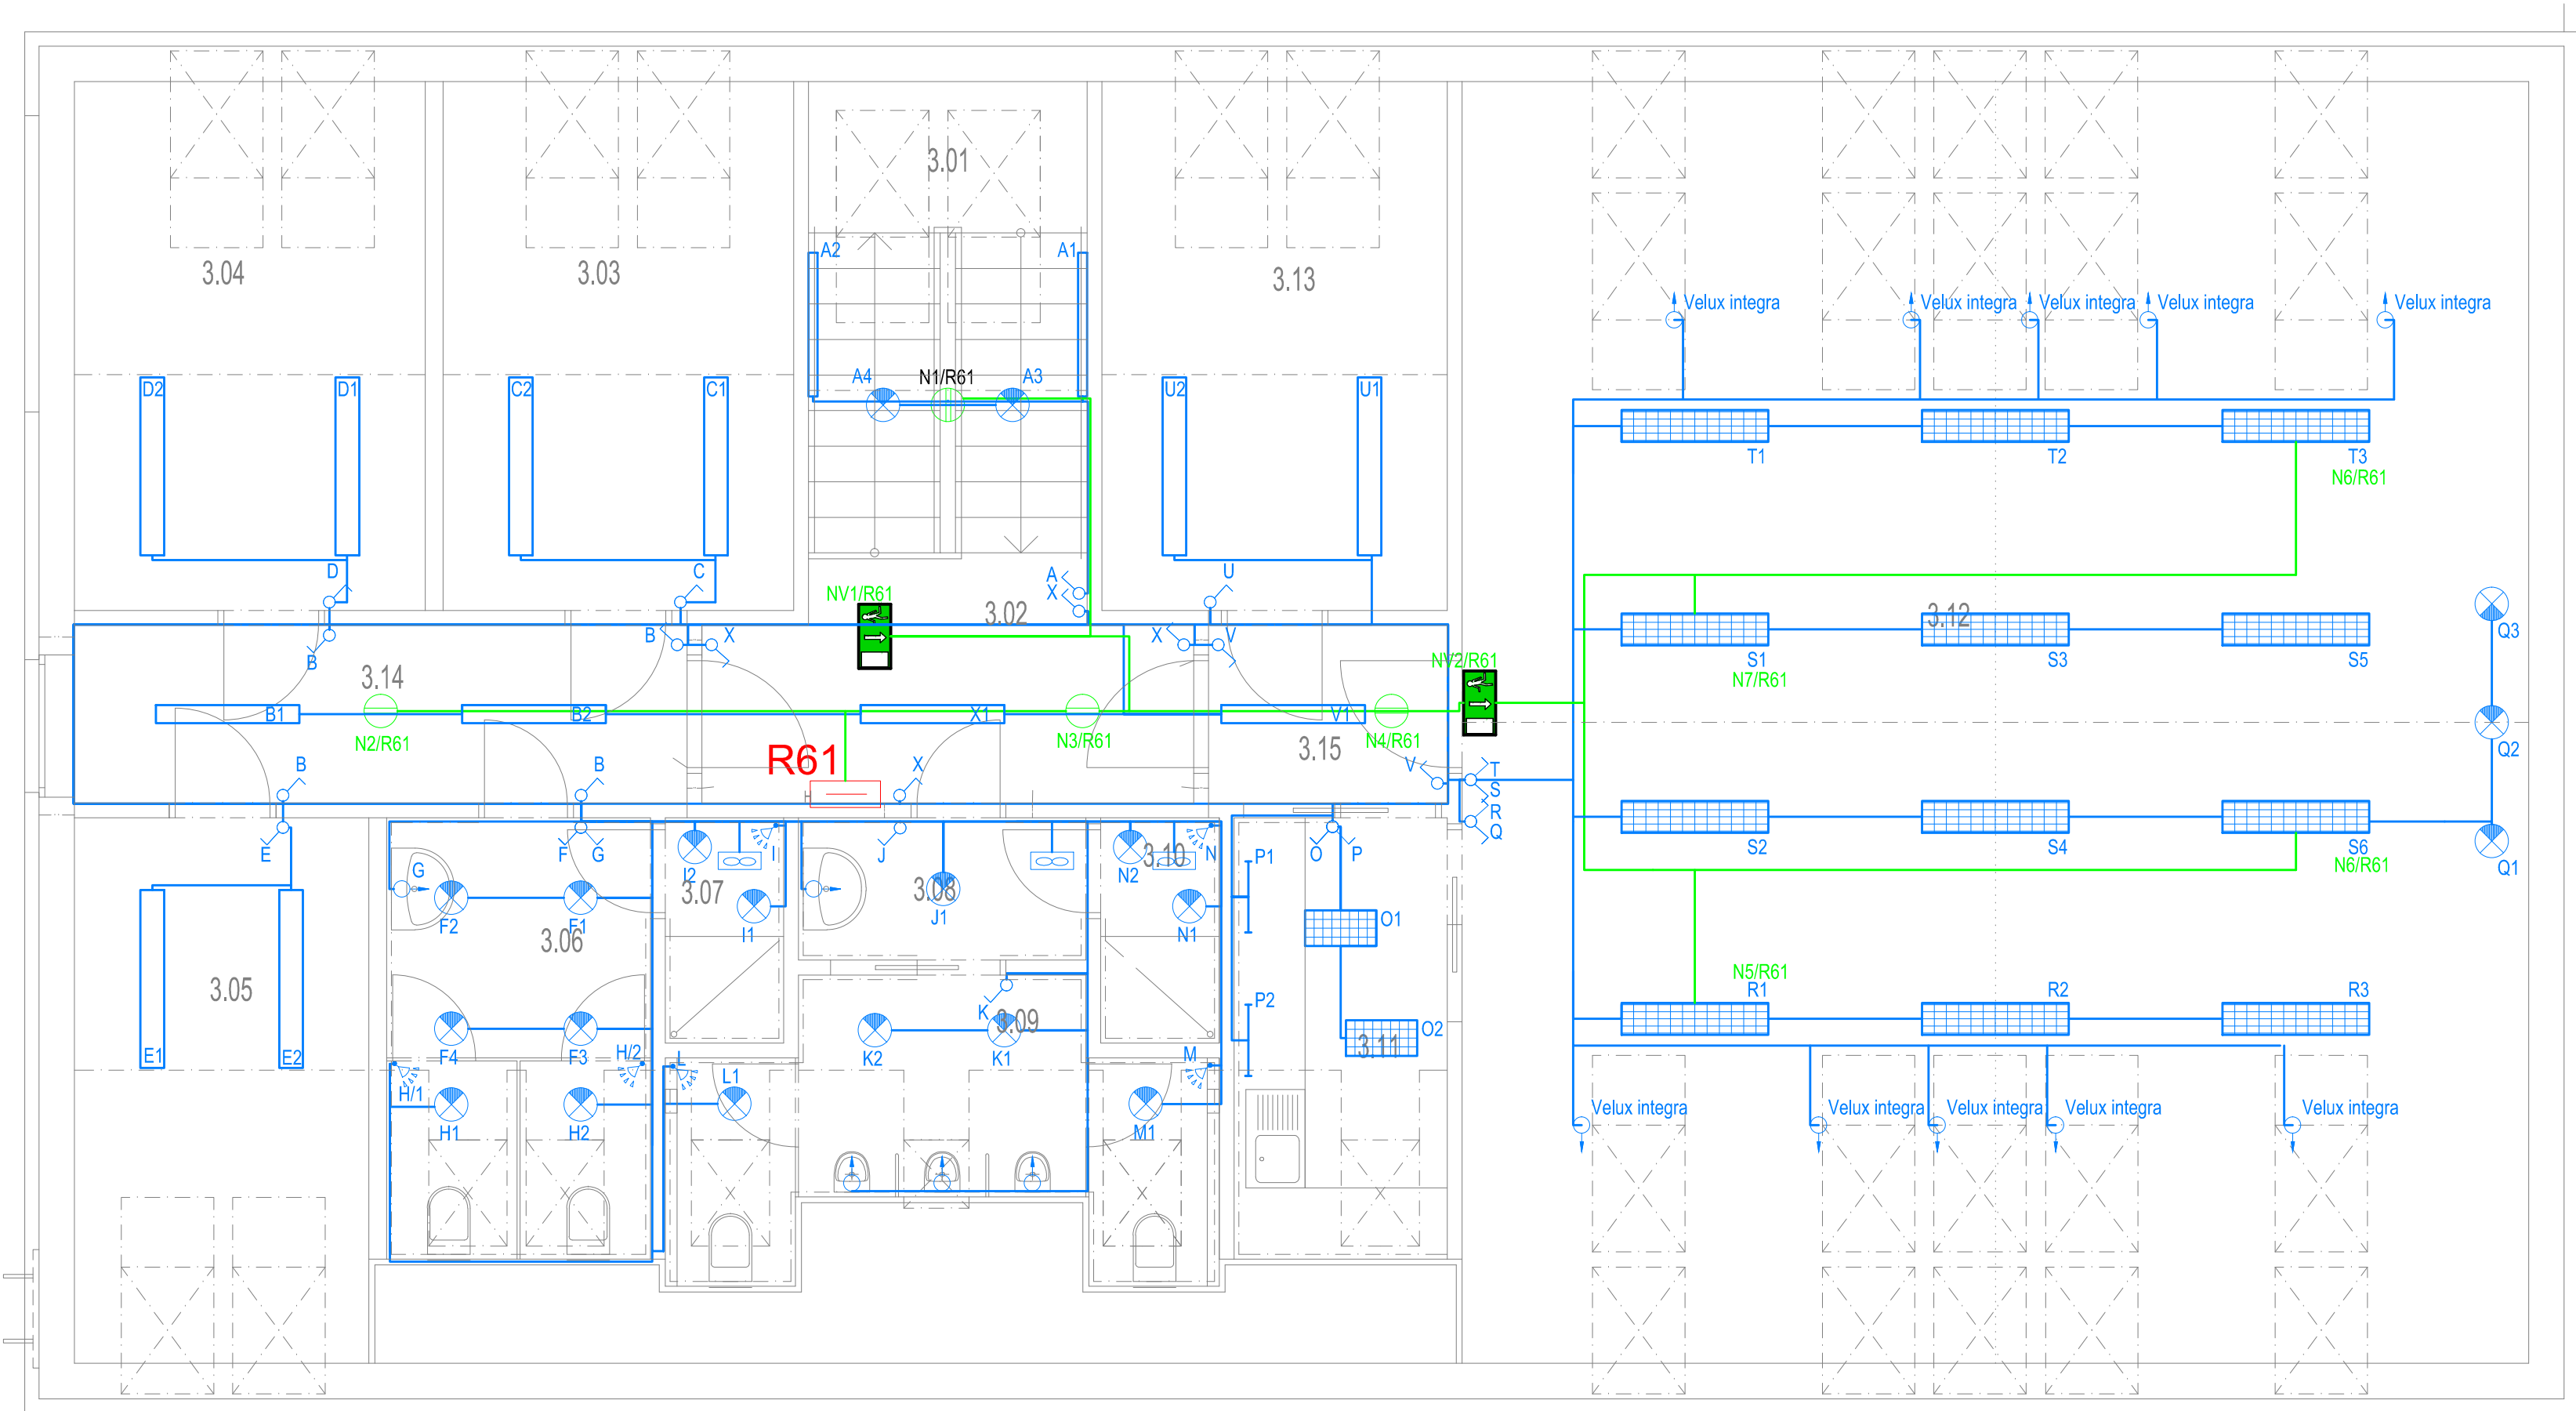 3.01
A2
A1
3.04
3.03
3.13
Velux integra
Velux integra
Velux integra
Velux integra
Velux integra
D2
D1
C2
C1
A4
N1/R61
A3
U2
U1
T1
T2
T3
N6/R61
D
C
A
X
U
NV1/R61
3.02
3.12
Q3
B
B
X
X
V
S1
S3
S5
N7/R61
3.14
NV2/R61
B1
B2
X1
V1
N2/R61
N3/R61
3.15
N4/R61
Q2
R61
B
B
X
V
T
S
R
Q
E
F
G
I
J
N
O
P
P1
3.10
S2
S4
S6
N6/R61
Q1
G
I2
3.07
3.08
N2
F2
F1
I1
J1
N1
O1
3.06
3.05
N5/R61
R1
R2
R3
K
3.09
P2
F4
F3
H/2
L
K2
K1
M
3.11
O2
E1
E2
H/1
L1
H1
H2
M1
Velux integra
Velux integra
Velux integra
Velux integra
Velux integra